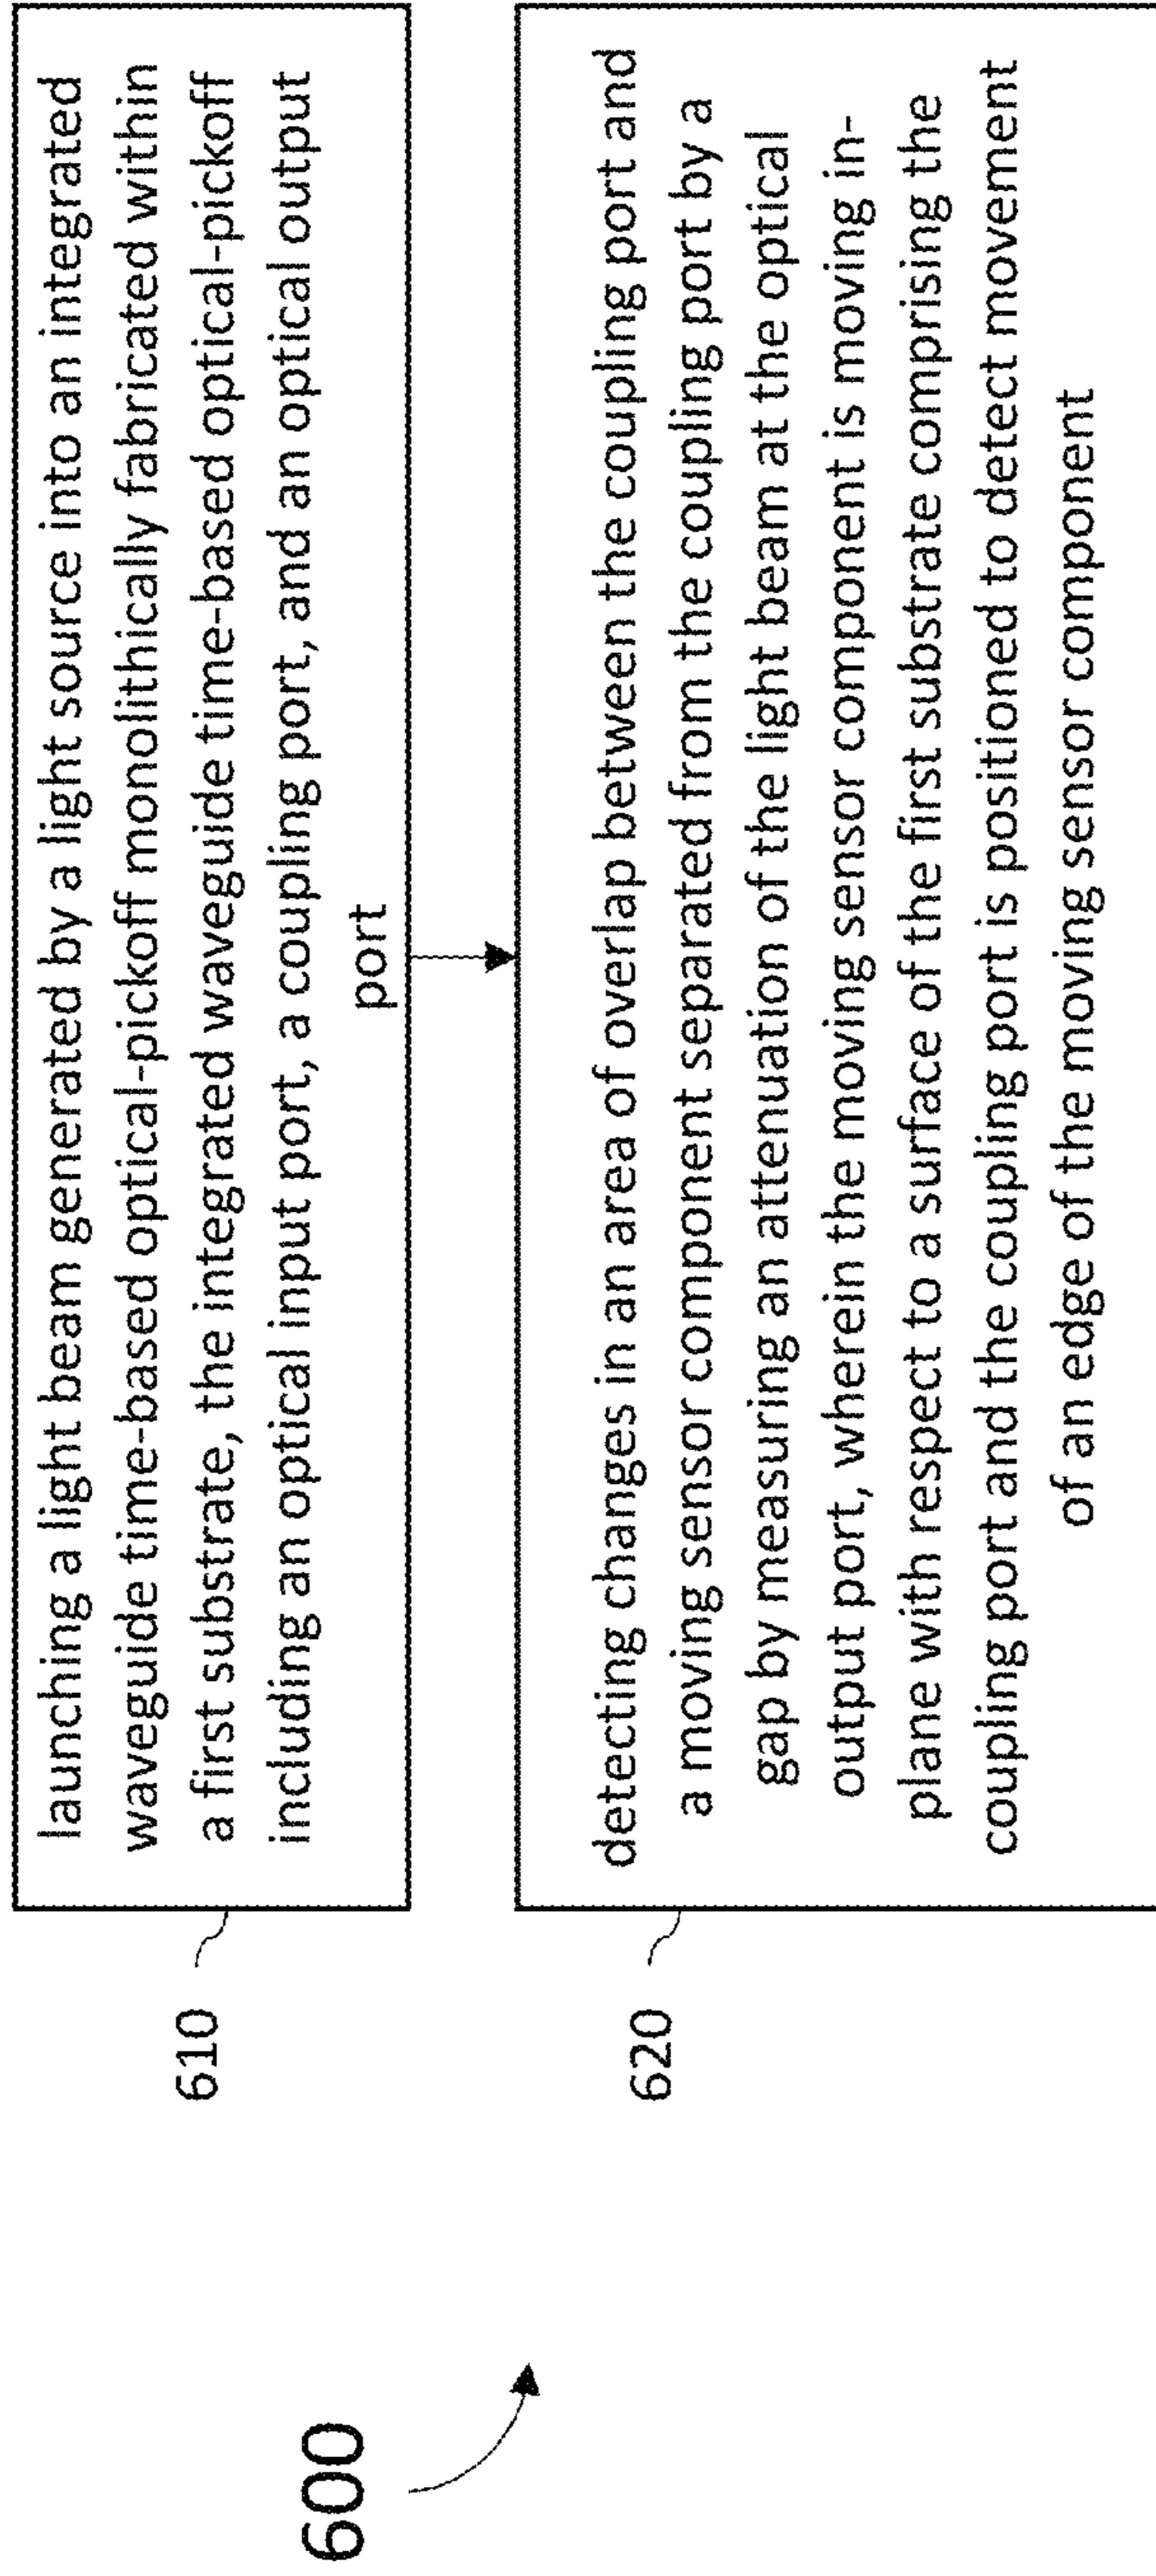 600
610
launching a light beam generated by a light source into an integrated
waveguide time-based optical-pickoff monolithically fabricated within
a first substrate, the integrated waveguide time-based optical-pickoff
including an optical input port, a coupling port, and an optical output
port
620
detecting changes in an area of overlap between the coupling port and
a moving sensor component separated from the coupling port by a
gap by measuring an attenuation of the light beam at the optical
output port, wherein the moving sensor component is moving in-
plane with respect to a surface of the first substrate comprising the
coupling port and the coupling port is positioned to detect movement
of an edge of the moving sensor component